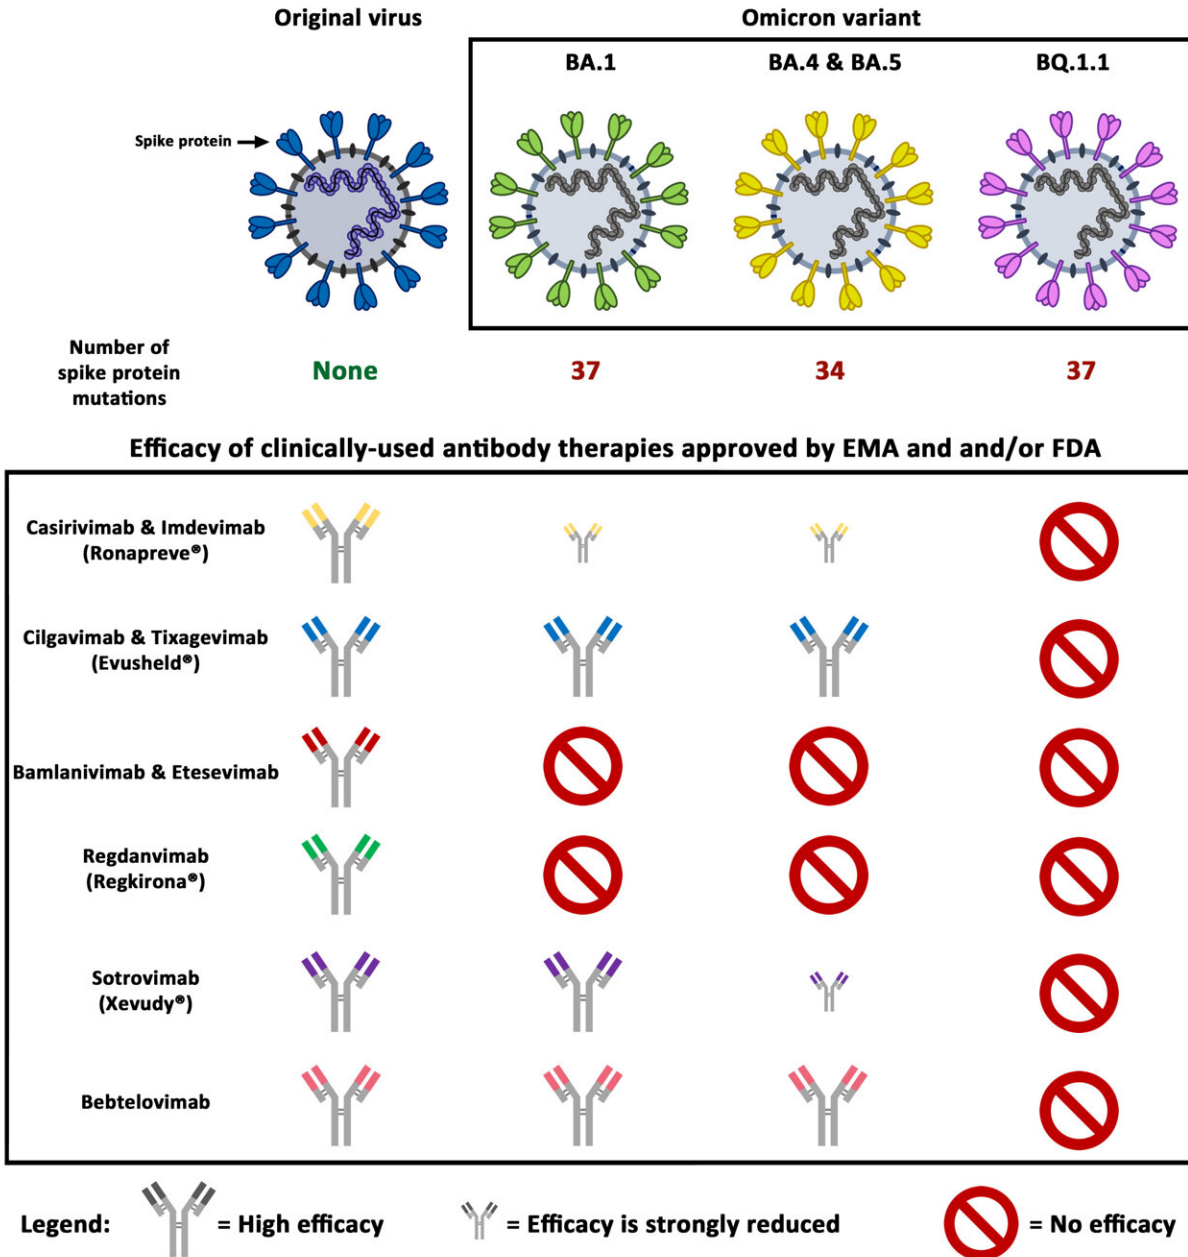 Original virus
Omicron variant
BA.1
BA.4 & BA.5
BQ.1.1
Spike protein
Number of
spike protein
mutations
None
37
34
37
Efficacy of clinically-used antibody therapies approved by EMA and and/or FDA
Casirivimab & Imdevimab
(Ronapreve®)
Cilgavimab & Tixagevimab
(Evusheld®)
Bamlanivimab & Etesevimab
Regdanvimab
(Regkirona®)
Sotrovimab
(Xevudy®)
Bebtelovimab
Legend:
= High efficacy
= Efficacy is strongly reduced
= No efficacy